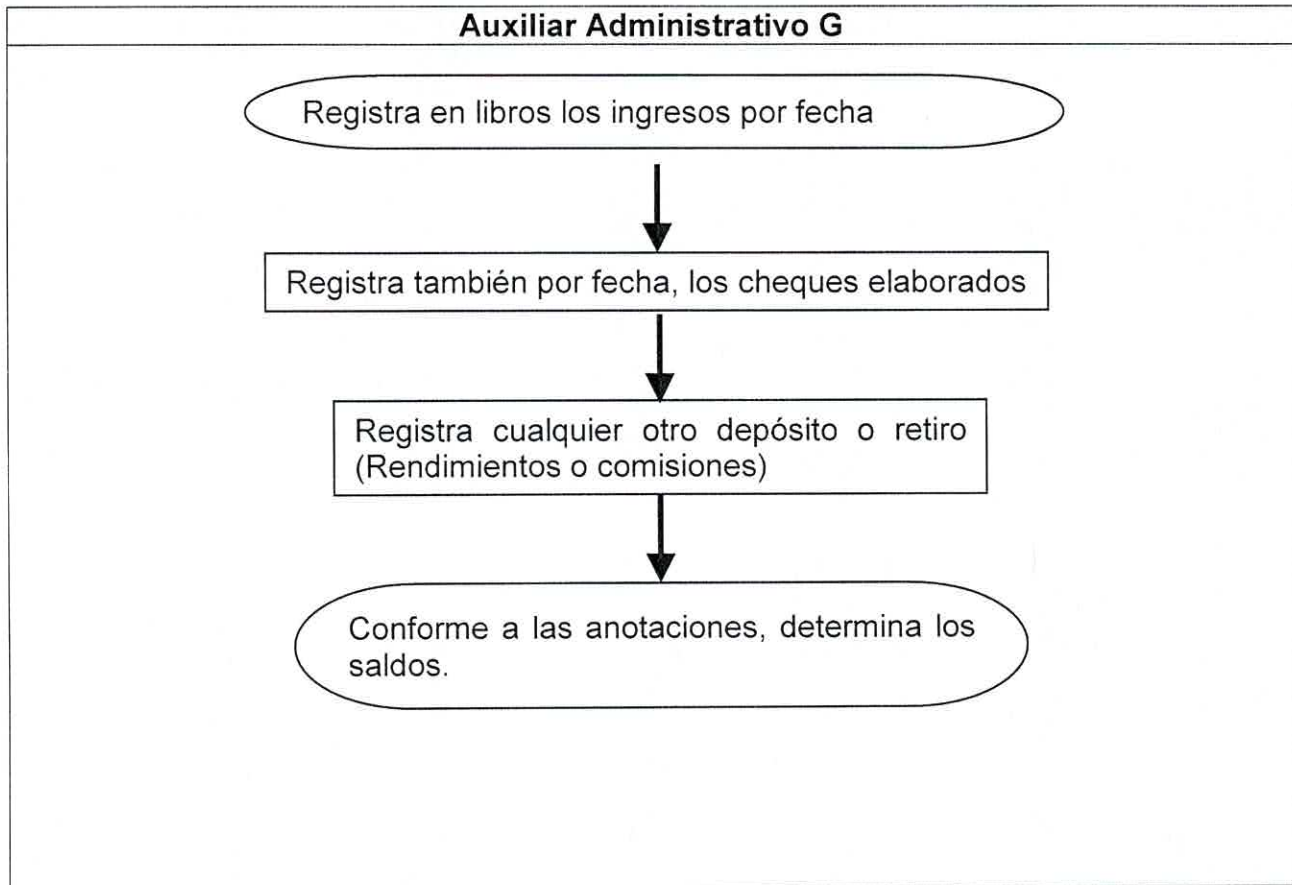 Auxiliar Administrativo G
Registra en libros los ingresos por fecha
Registra también por fecha, los cheques elaborados
Registra cualquier otro depósito o retiro
(Rendimientos o comisiones)
Conforme a las anotaciones, determina los
saldos.